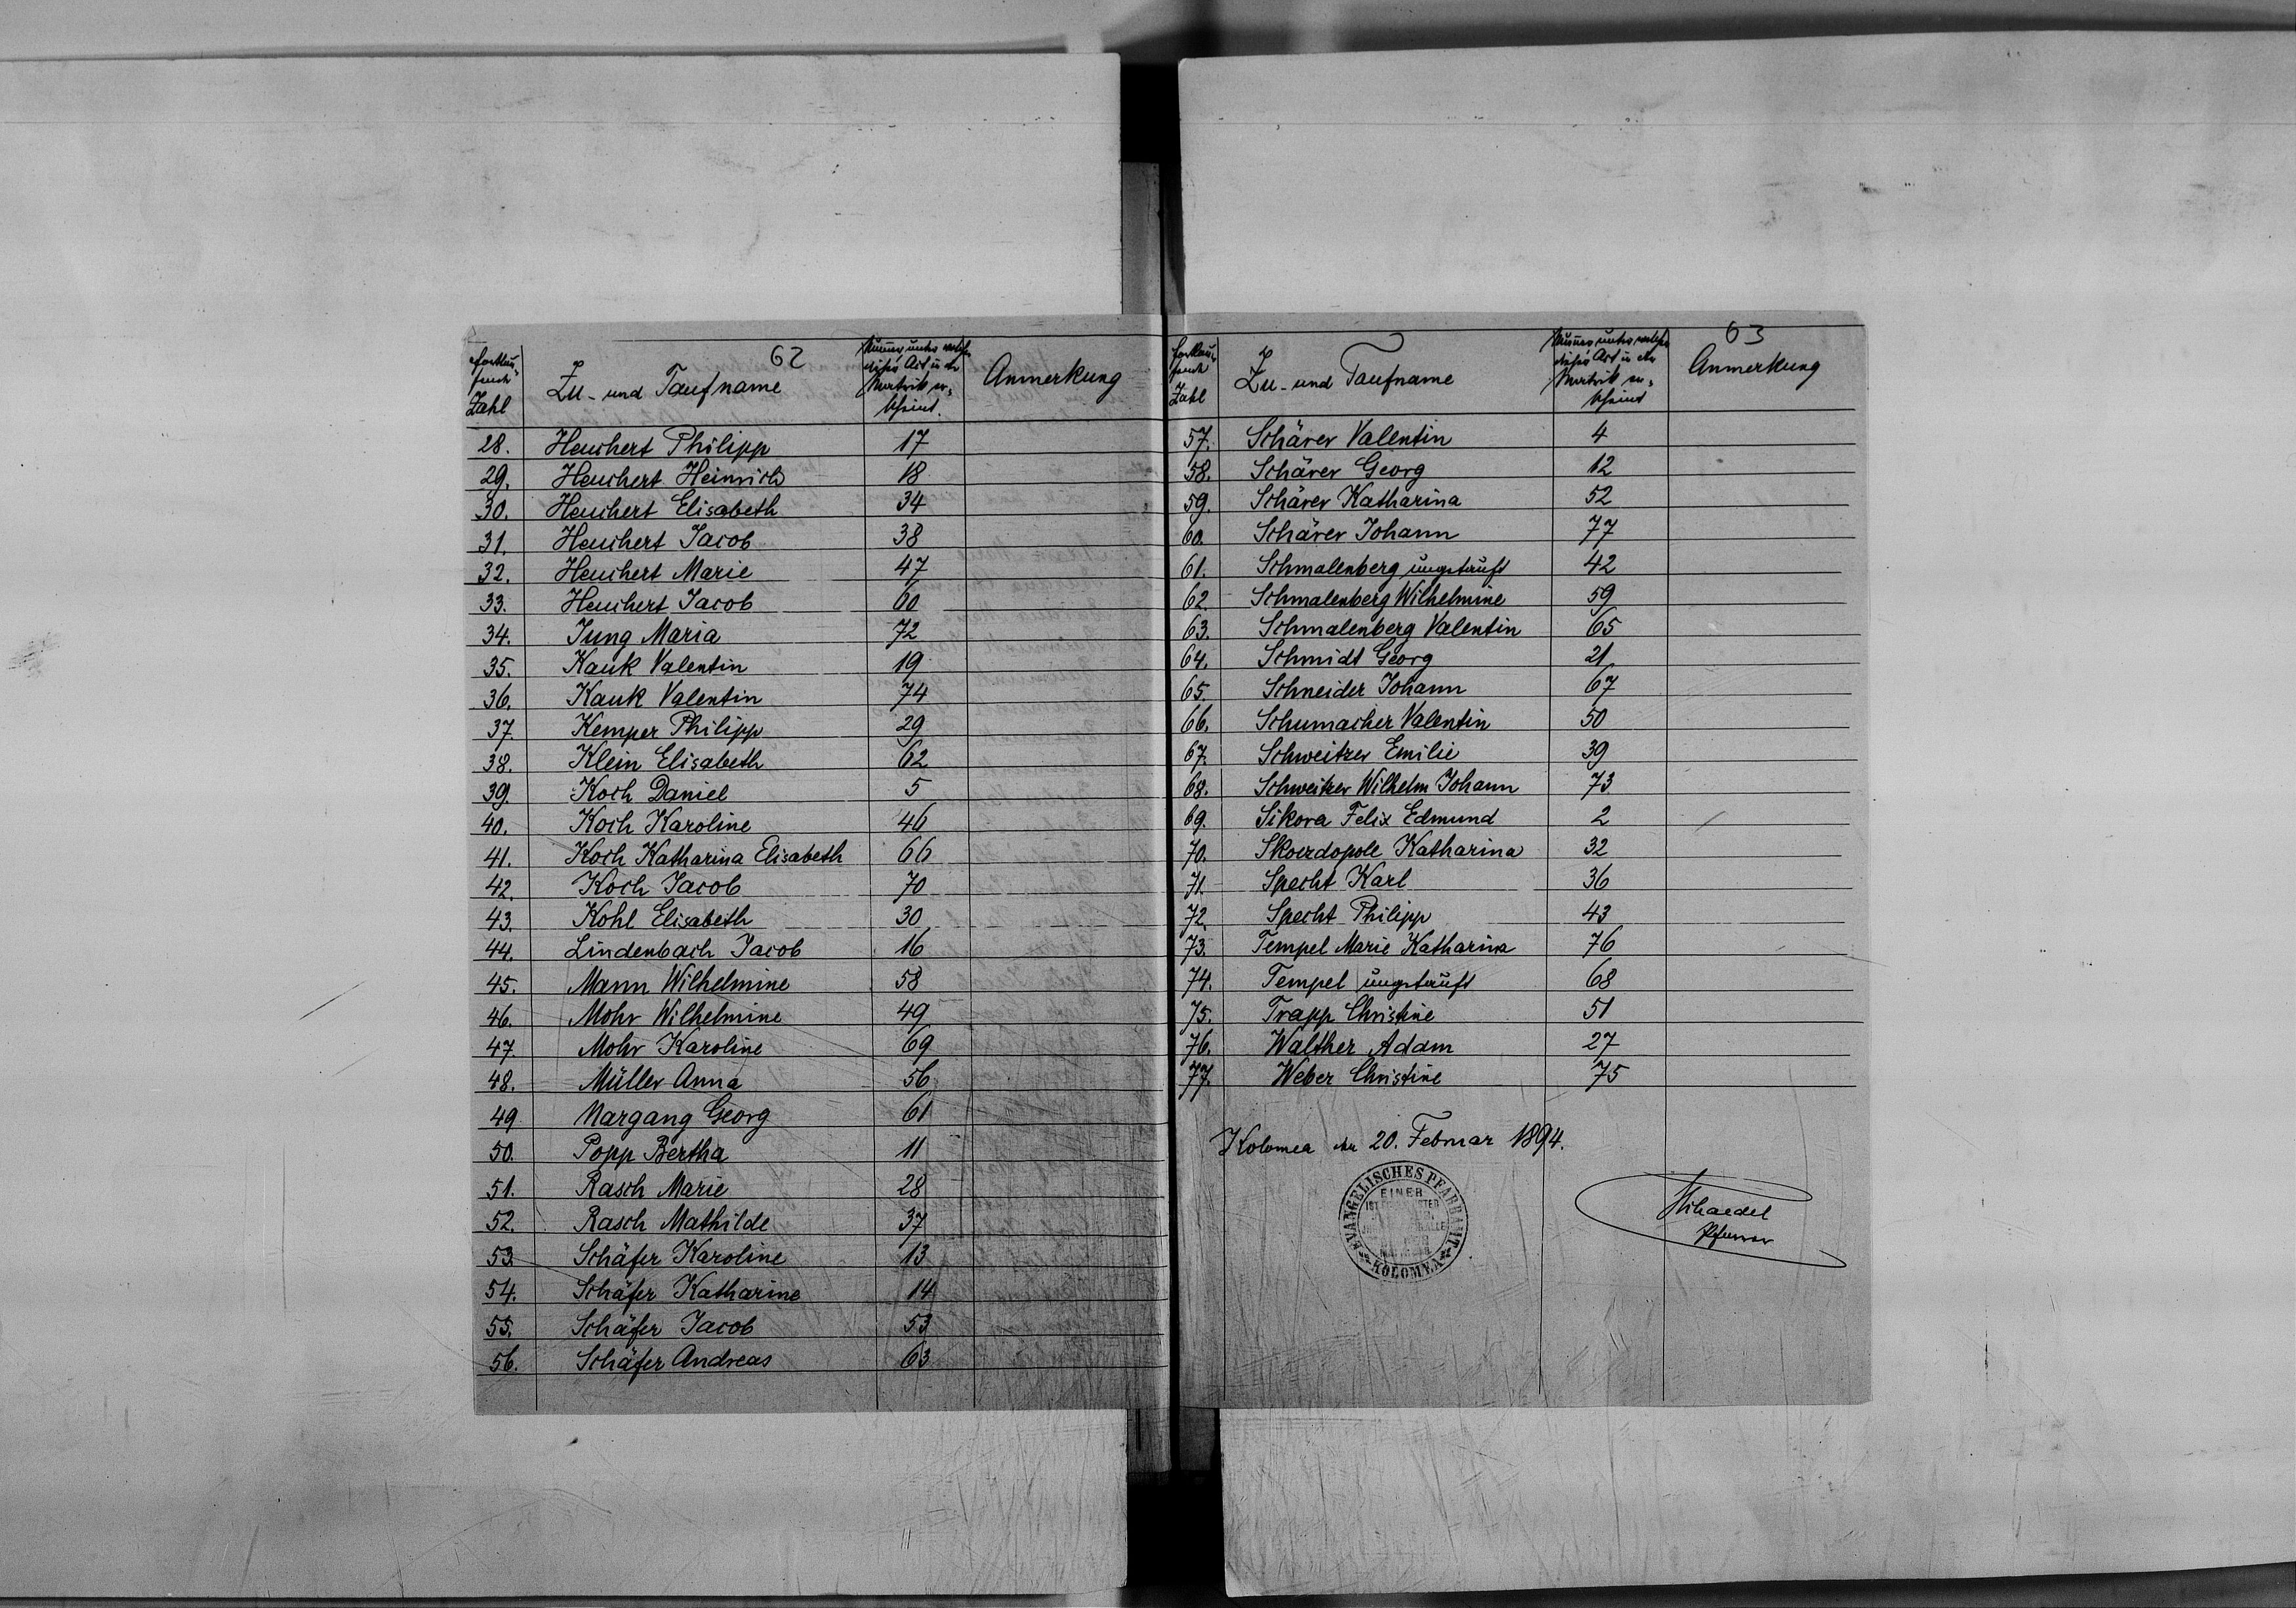 62
Fortlaufende Zahl
Zu- und Taufname
Nummer unter welcher dieser Act in der Matrik erscheint.
Anmerkung
28. Heuchert Philipp 17
29. Heuchert Heinrich 18
30. Heuchert Elisabeth 34
31. Heuchert Jacob 38
32. Heuchert Marie 47
33. Heuchert Jacob 60
34. Jung Maria 72
35. Kauk Valentin 19
36. Kauk Valentin 74
37. Kemper Philipp 29
38. Klein Elisabeth 62
39. Koch Daniel 5
40. Koch Karoline 46
41. Koch Katharina Elisabeth 66
42. Koch Jacob 70
43. Kohl Elisabeth 30
44. Lindenbach Jacob 16
45. Mann Wilhelmine 58
46. Mohr Wilhelmine 49
47. Mohr Karoline 69
48. Müller Anna 56
49. Nargang Georg 61
50. Popp Bertha 11
51. Rasch Marie 28
52. Rasch Mathilde 37
53. Schäfer Karoline 13
54. Schäfer Katharine 14
55. Schäfer Jacob 53
56. Schäfer Andreas 63
63
Fortlaufende Zahl
Zu- und Taufname
Nummer unter welcher dieser Act in der Matrik erscheint
Anmerkung
57. Schärer Valentin 4
58. Schärer Georg 12
59. Schärer Katharina 52
60. Schärer Johann 77
61. Schmalenberg ungetauft 42
62. Schmalenberg Wilhelmine 59
63. Schmalenberg Valentin 65
64. Schmidt Georg 21
65. Schneider Johann 67
66. Schumacher Valentin 50
67. Schweitzer Emilie 39
68. Schweitzer Wilhelm Johann 73
69. Sikora Felix Edmund 2
70. Skoerdopole Katharina 32
71. Specht Karl 36
72. Specht Philipp 43
73. Tempel Marie Katharina 76
74. Tempel ungetauft 68
75. Trapp Christine 51
76. Walther Adam 27
77. Weber Christine 75
Kolomea den 20. Februar 1894.
EVANGELISCHES PFARRAMT
EINER
KOLOMEA
Pfarrer